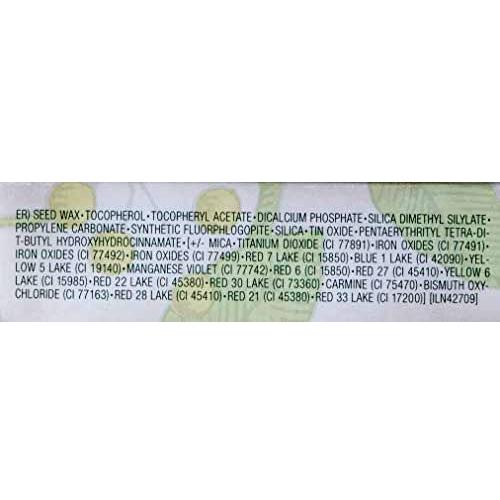 ER) SEED WAX•TOCOPHEROL•TOCOPHERYL ACETATE•DICALCIUM PHOSPHATE•SILICA DIMETHYL SILYLATE•
PROPYLENE CARBONATE•SYNTHETIC FLUORPHLOGOPITE•SILICA•TIN OXIDE•PENTAERYTHRITYL TETRA-DI-
T-BUTYL HYDROXYHYDROCINNAMATE•[+/- MICA•TITANIUM DIOXIDE (CI 77891)•IRON OXIDES (CI 77491)•
IRON OXIDES (CI 77492)•IRON OXIDES (CI 77499)•RED 7 LAKE (CI 15850)•BLUE 1 LAKE (CI 42090)•YEL-
LOW 5 LAKE (CI 19140)•MANGANESE VIOLET (CI 77742)•RED 6 (CI 15850)•RED 27 (CI 45410)•YELLOW 6
LAKE (CI 15985)•RED 22 LAKE (CI 45380)•RED 30 LAKE (CI 73360)•CARMINE (CI 75470)•BISMUTH OXY-
CHLORIDE (CI 77163)•RED 28 LAKE (CI 45410)•RED 21 (CI 45380)•RED 33 LAKE (CI 17200)] [ILN42709]